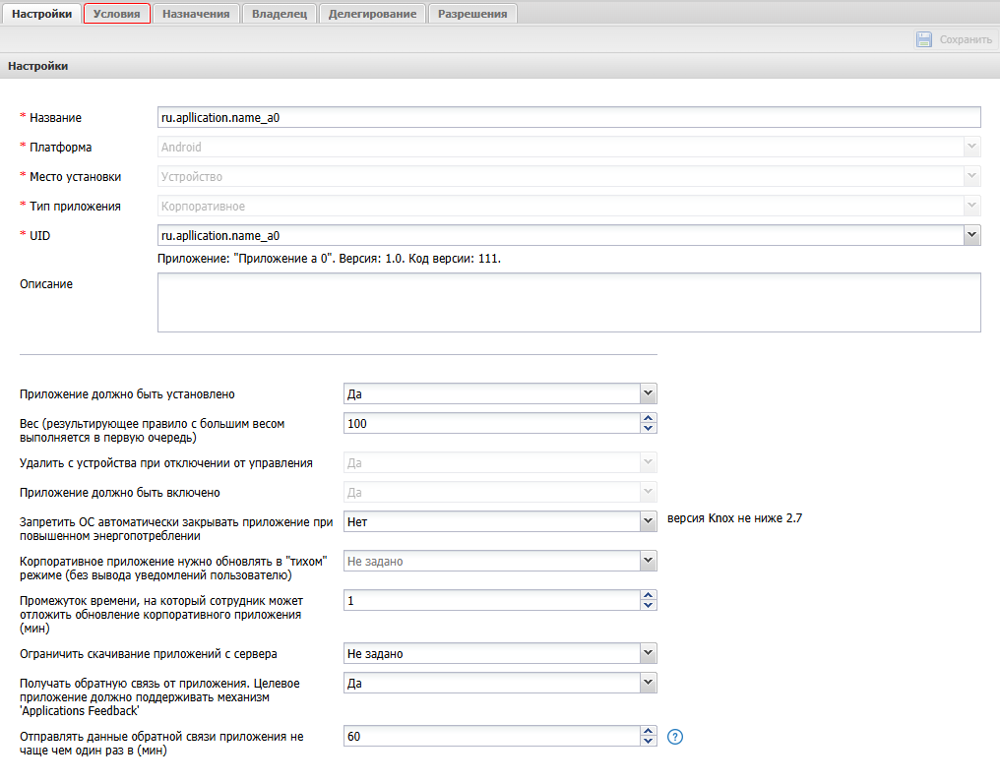 Настройки Условия Назначения Владелец Делегирование Разрешения
Сохранить
Настройки
* Название ru.apllication.name_a0
* Платформа Android
* Место установки Устройство
* Тип приложения Корпоративное
* UID ru.apllication.name_a0
Приложение: "Приложение а 0". Версия: 1.0. Код версии: 111.
Описание
Приложение должно быть установлено Да
Вес (результирующее правило с большим весом
выполняется в первую очередь) 100
Удалить с устройства при отключении от управления Да
Приложение должно быть включено Да
Запретить ОС автоматически закрывать приложение при
повышенном энергопотреблении Нет версия Knox не ниже 2.7
Корпоративное приложение нужно обновлять в "тихом"
режиме (без вывода уведомлений пользователю) Не задано
Промежуток времени, на который сотрудник может
отложить обновление корпоративного приложения
(мин) 1
Ограничить скачивание приложений с сервера Не задано
Получать обратную связь от приложения. Целевое
приложение должно поддерживать механизм
'Applications Feedback' Да
Отправлять данные обратной связи приложения не
чаще чем один раз в (мин) 60 ?